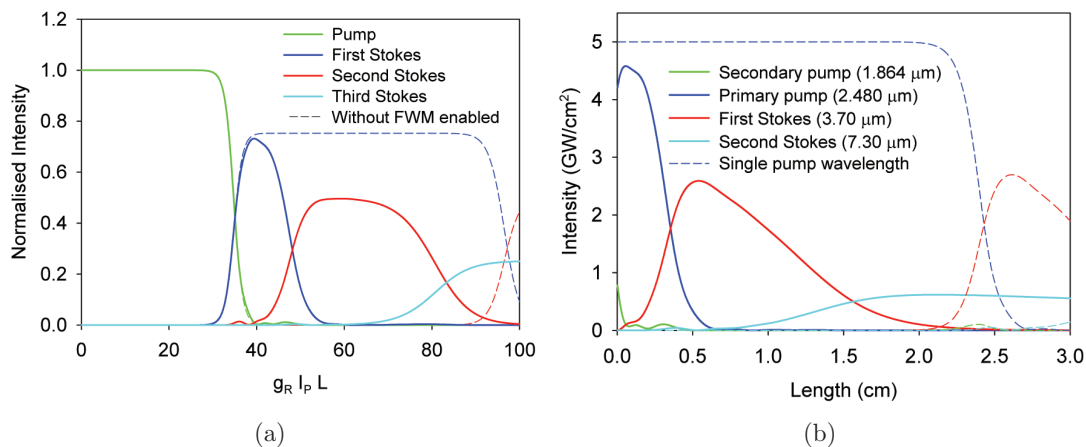 1.2
1.0
0.8
0.6
0.4
0.2
0.0
Normalised Intensity
Pump
First Stokes
Second Stokes
Third Stokes
Without FWM enabled
0 20 40 60 80 100
g_R I_P L
(a)
5
4
3
2
1
0
Intensity (GW/cm²)
Secondary pump (1.864 μm)
Primary pump (2.480 μm)
First Stokes (3.70 μm)
Second Stokes (7.30 μm)
Single pump wavelength
0.0 0.5 1.0 1.5 2.0 2.5 3.0
Length (cm)
(b)